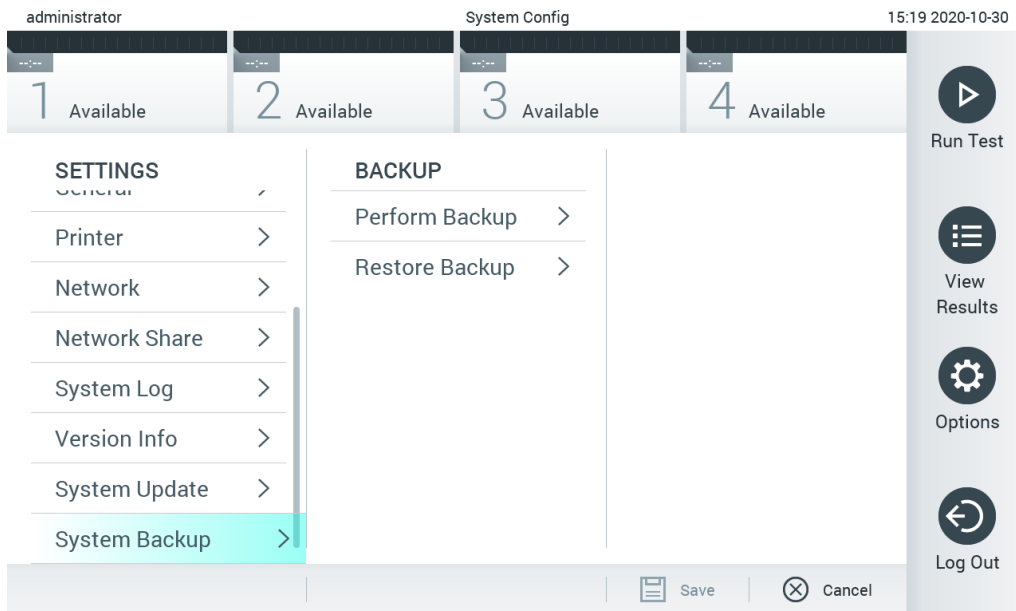 administrator
System Config
15:19 2020-10-30
--:--
--:--
--:--
--:--
1 Available
2 Available
3 Available
4 Available
Run Test
SETTINGS
General
Printer
Network
Network Share
System Log
Version Info
System Update
System Backup
BACKUP
Perform Backup
Restore Backup
View
Results
Options
Log Out
Save
Cancel